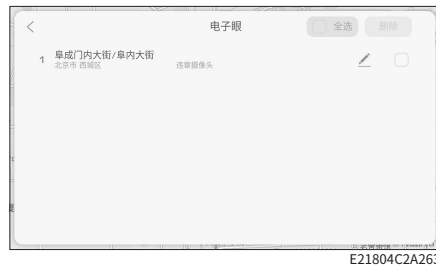 电子眼
全选
删除
1
阜成门内大街/阜内大街
北京市 西城区
违章摄像头
E21804C2A263